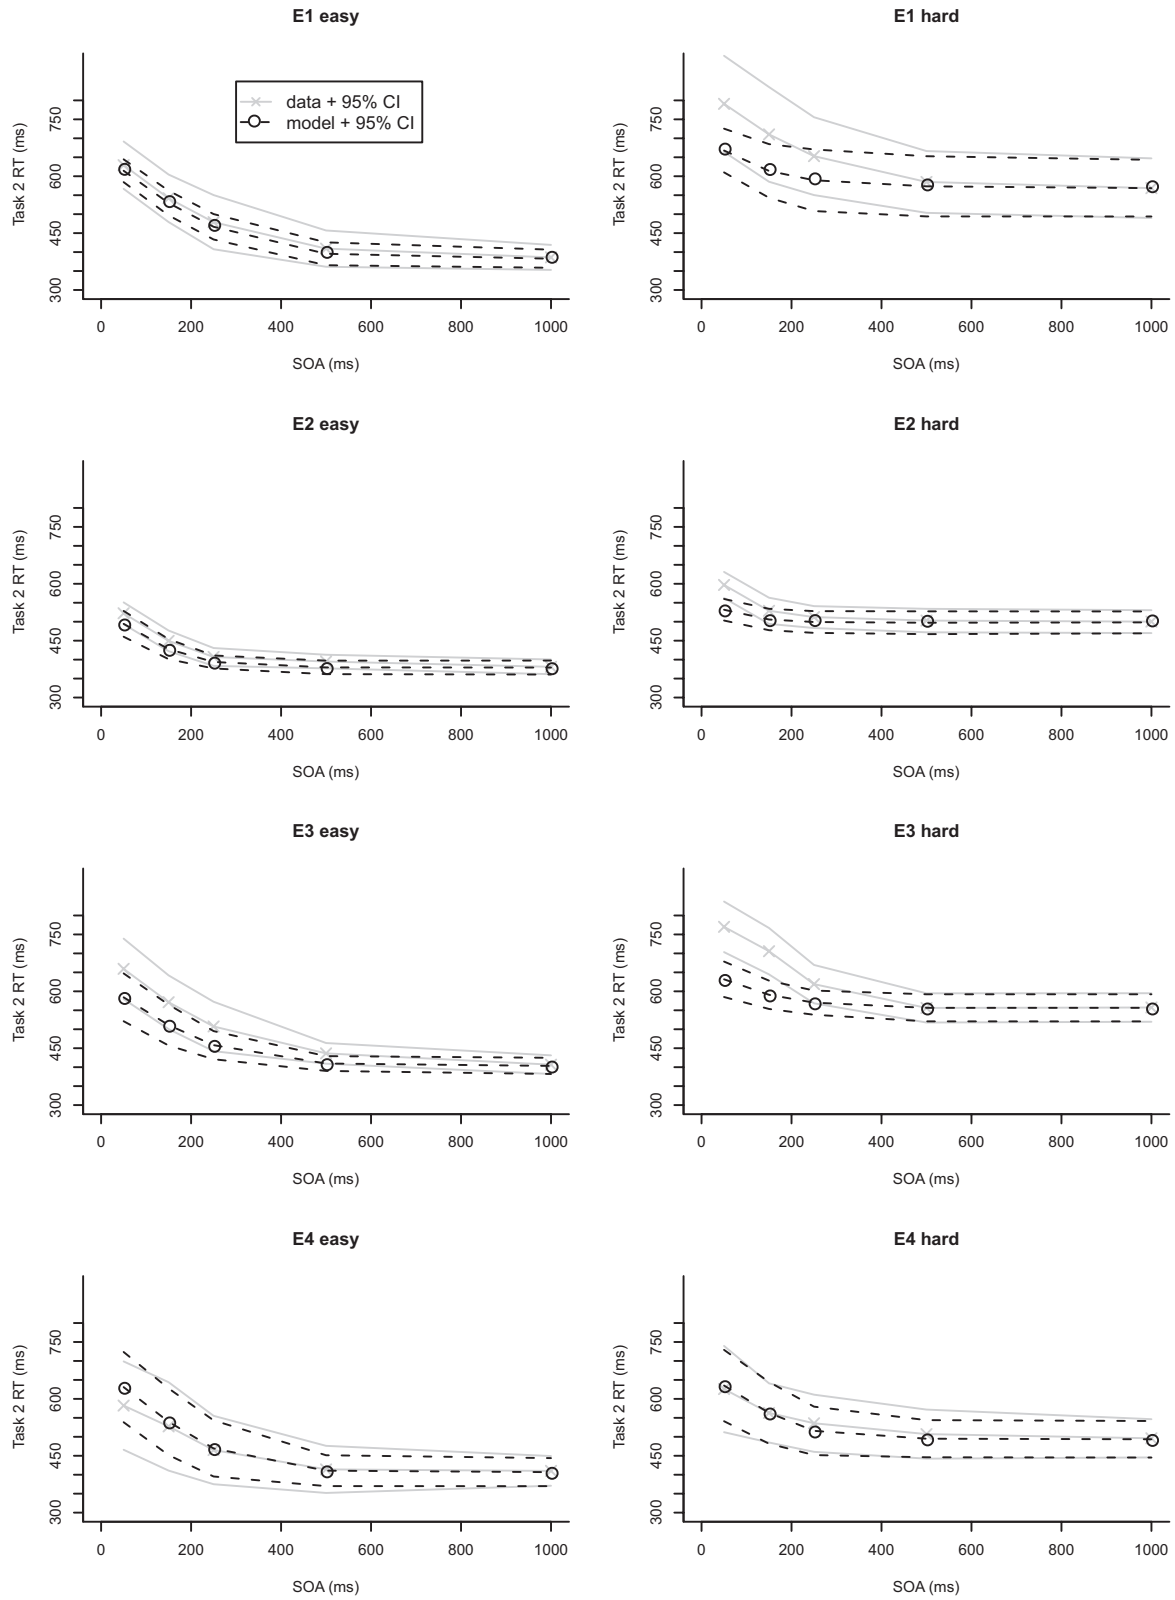 E1 easy
E1 hard
Task 2 RT (ms)
750
600
450
300
data + 95% CI
model + 95% CI
0 200 400 600 800 1000
SOA (ms)
Task 2 RT (ms)
750
600
450
300
0 200 400 600 800 1000
SOA (ms)
E2 easy
E2 hard
Task 2 RT (ms)
750
600
450
300
0 200 400 600 800 1000
SOA (ms)
Task 2 RT (ms)
750
600
450
300
0 200 400 600 800 1000
SOA (ms)
E3 easy
E3 hard
Task 2 RT (ms)
750
600
450
300
0 200 400 600 800 1000
SOA (ms)
Task 2 RT (ms)
750
600
450
300
0 200 400 600 800 1000
SOA (ms)
E4 easy
E4 hard
Task 2 RT (ms)
750
600
450
300
0 200 400 600 800 1000
SOA (ms)
Task 2 RT (ms)
750
600
450
300
0 200 400 600 800 1000
SOA (ms)